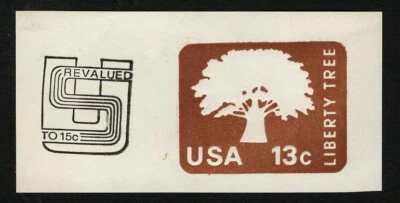 REVALUED
TO 15c
USA 13c
LIBERTY TREE